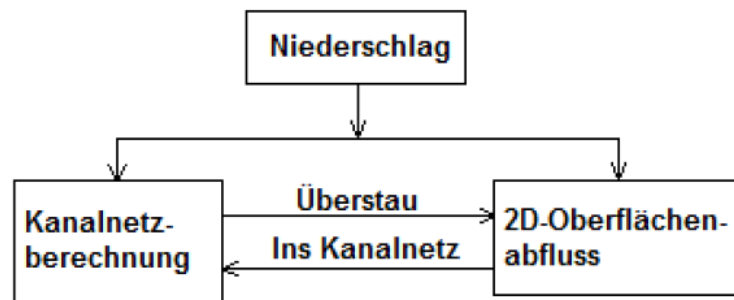 Niederschlag
Überstau
Kanalnetz-
berechnung
Ins Kanalnetz
2D-Oberflächen-
abfluss